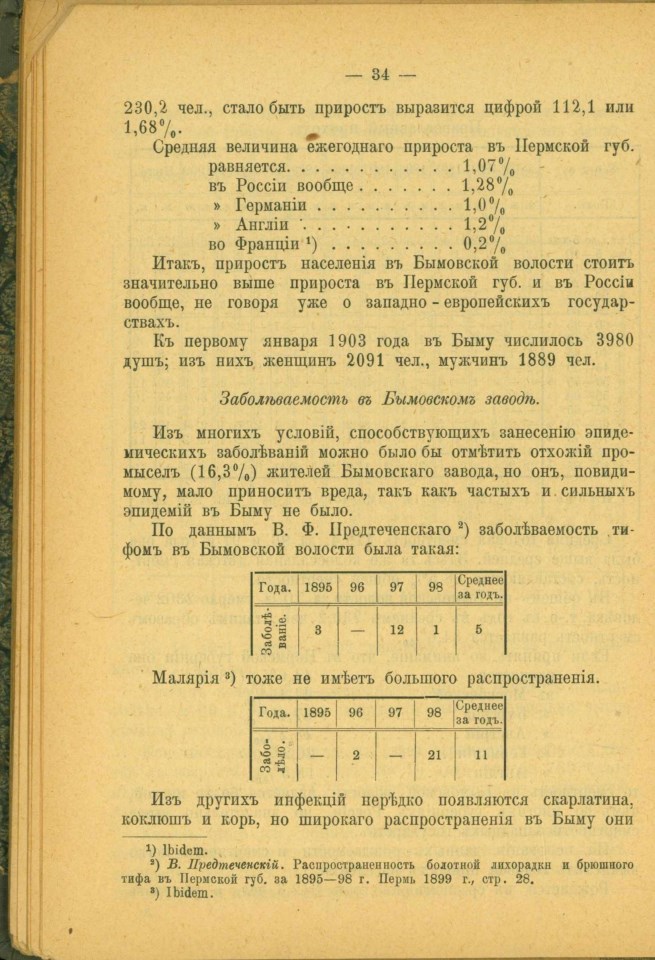 — 34 —
230,2 чел., стало быть приростъ выразится цифрой 112,1 или
1,68%.
Средняя величина ежегоднаго прироста въ Пермской губ.
равняется. . . . . . . . . . . . 1,07%
въ Россіи вообще . . . . . . . 1,28%
» Германіи . . . . . . . . . . 1,0%
» Англіи . . . . . . . . . . . 1,2%
во Франціи ¹) . . . . . . . . . 0,2%
Итакъ, приростъ населенія въ Бымовской волости стоитъ
значительно выше прироста въ Пермской губ. и въ Россіи
вообще, не говоря уже о западно-европейскихъ государ-
ствахъ.
Къ первому января 1903 года въ Быму числилось 3980
душъ; изъ нихъ женщинъ 2091 чел., мужчинъ 1889 чел.
Заболѣваемость въ Бымовскомъ заводѣ.
Изъ многихъ условій, способствующихъ занесенію эпиде-
мическихъ заболѣваній можно было бы отмѣтить отхожій про-
мыселъ (16,3%) жителей Бымовскаго завода, но онъ, повиди-
мому, мало приноситъ вреда, такъ какъ частыхъ и сильныхъ
эпидемій въ Быму не было.
По даннымъ В. Ф. Предтеченскаго ²) заболѣваемость ти-
фомъ въ Бымовской волости была такая:
Года. 1895 96 97 98 Среднее за годъ.
Заболѣ-
ваніе. 3 — 12 1 5
Малярія ³) тоже не имѣетъ большого распространенія.
Года. 1895 96 97 98 Среднее за годъ.
Забо-
лѣло. — 2 — 21 11
Изъ другихъ инфекцій нерѣдко появляются скарлатина,
коклюшъ и корь, но широкаго распространенія въ Быму они
¹) Ibidem.
²) В. Предтеченскій. Распространенность болотной лихорадки и брюшного
тифа въ Пермской губ. за 1895—98 г. Пермь 1899 г., стр. 28.
³) Ibidem.